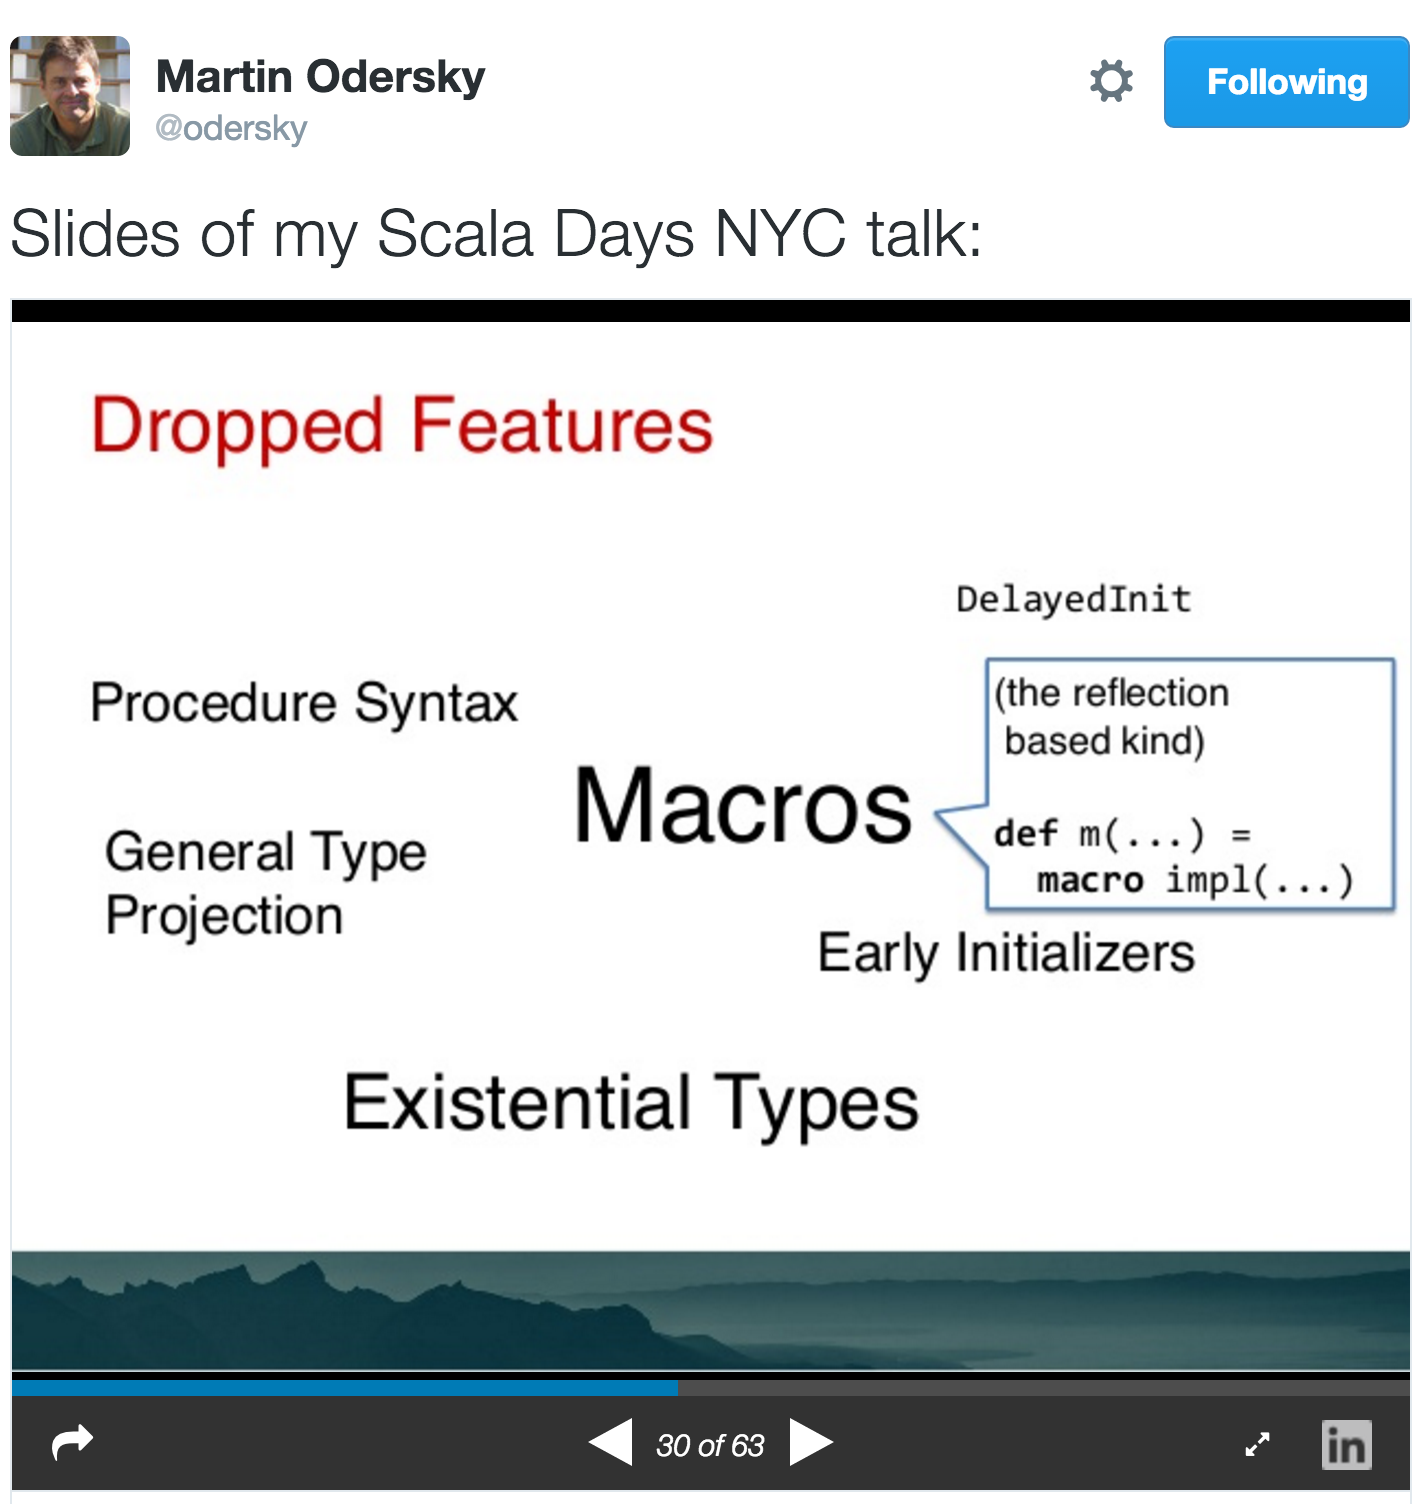 Martin Odersky
@odersky
Following
Slides of my Scala Days NYC talk:
Dropped Features
DelayedInit
Procedure Syntax
(the reflection
based kind)
Macros
def m(...) =
macro impl(...)
General Type
Projection
Early Initializers
Existential Types
30 of 63
in